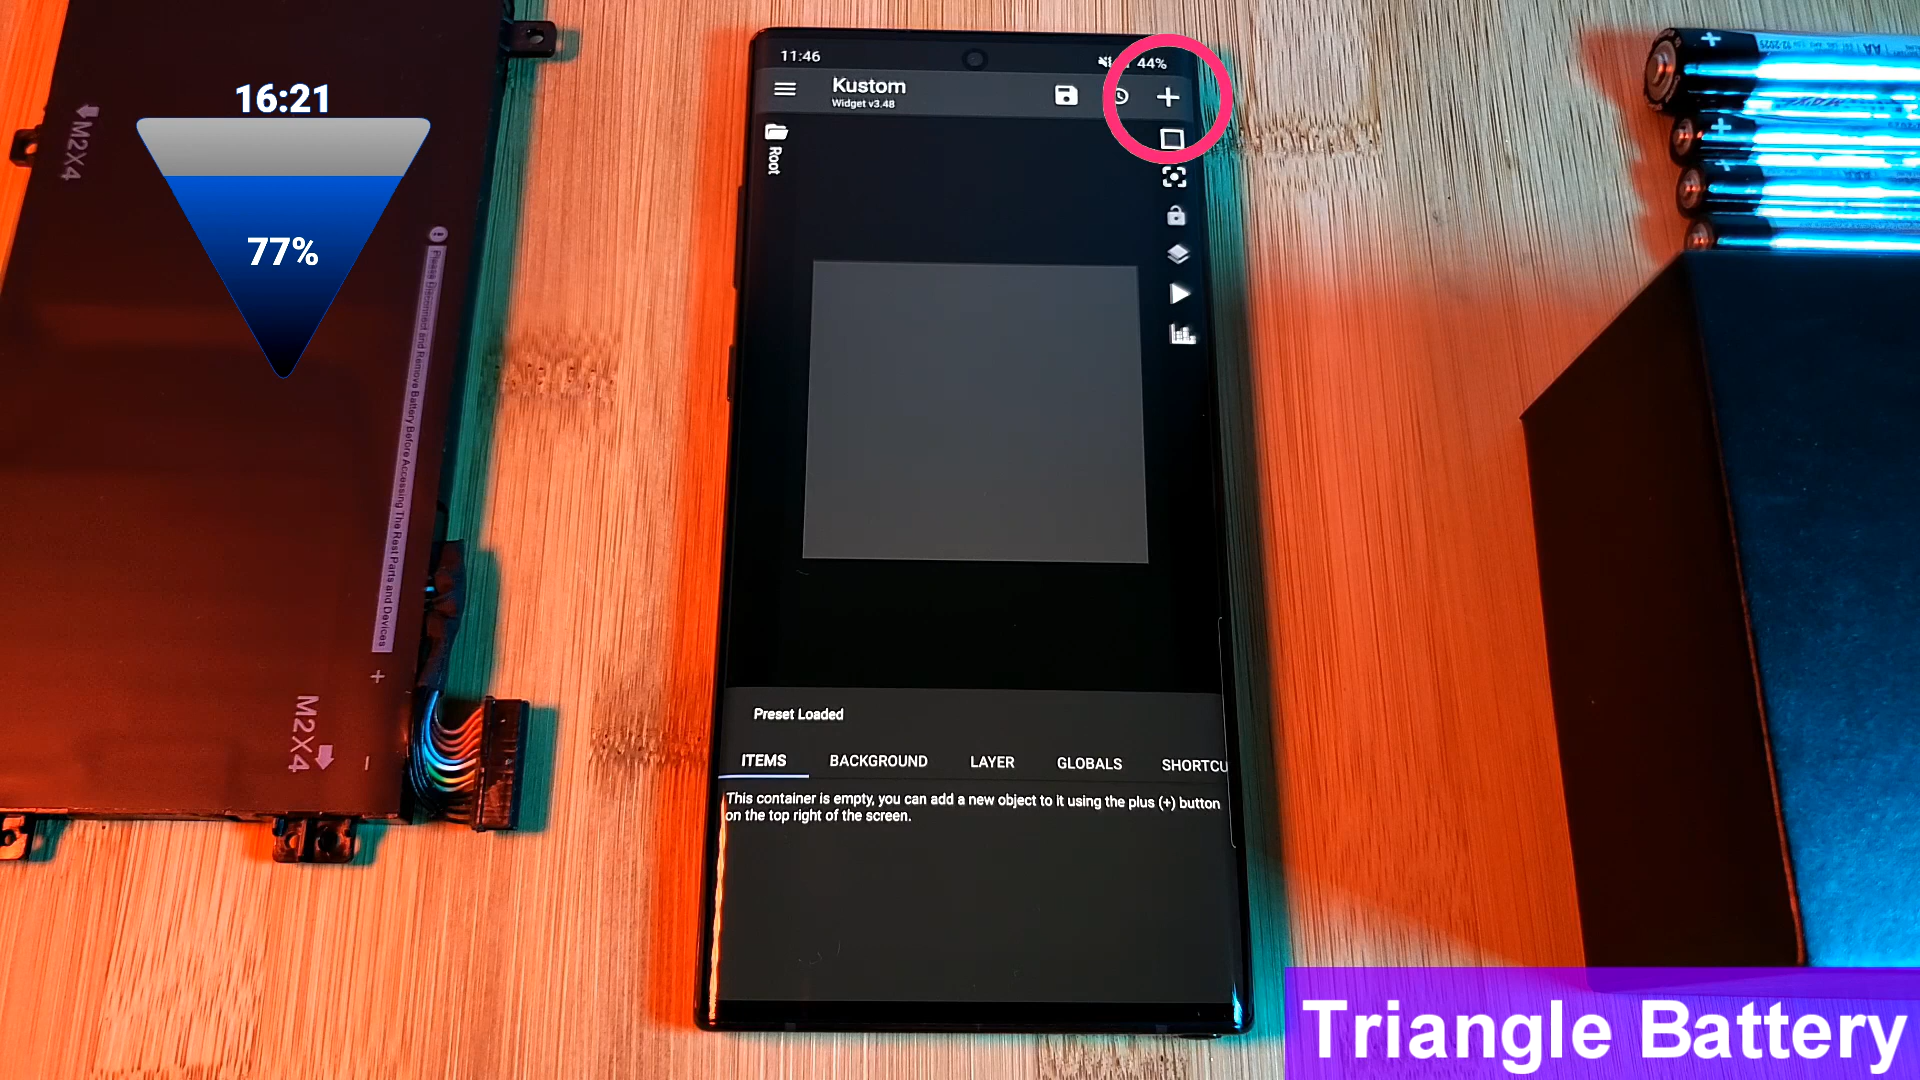 16:21
77%
M2X4
Please Disconnect and Remove Battery Before Accessing The Rest Parts and Devices
+
M2X4
−
11:46
44%
Kustom
Widget v3.48
Root
Preset Loaded
ITEMS BACKGROUND LAYER GLOBALS SHORTCU
This container is empty, you can add a new object to it using the plus (+) button
on the top right of the screen.
+
AA
+
+
Triangle Battery